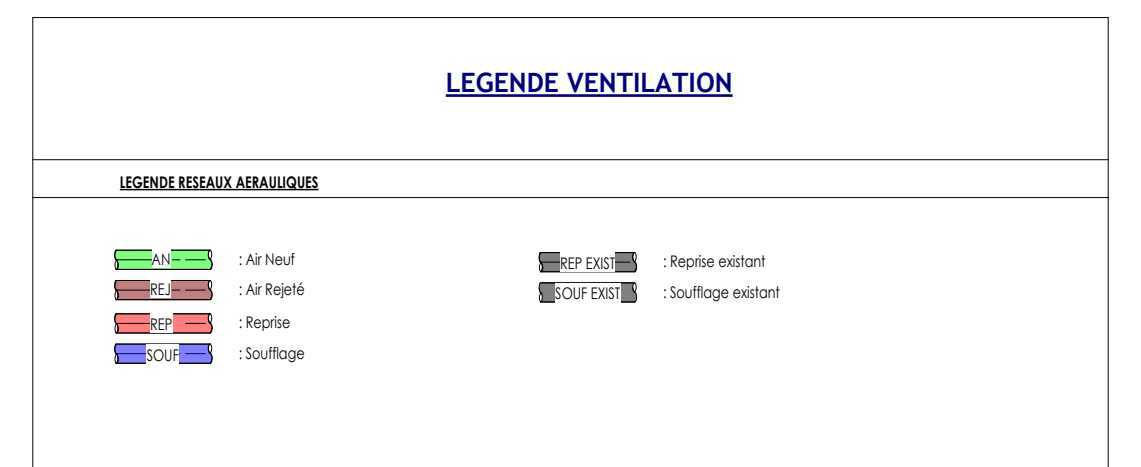 LEGENDE VENTILATION
LEGENDE RESEAUX AERAULIQUES
AN : Air Neuf
REJ : Air Rejeté
REP : Reprise
SOUF : Soufflage
REP EXIST : Reprise existant
SOUF EXIST : Soufflage existant